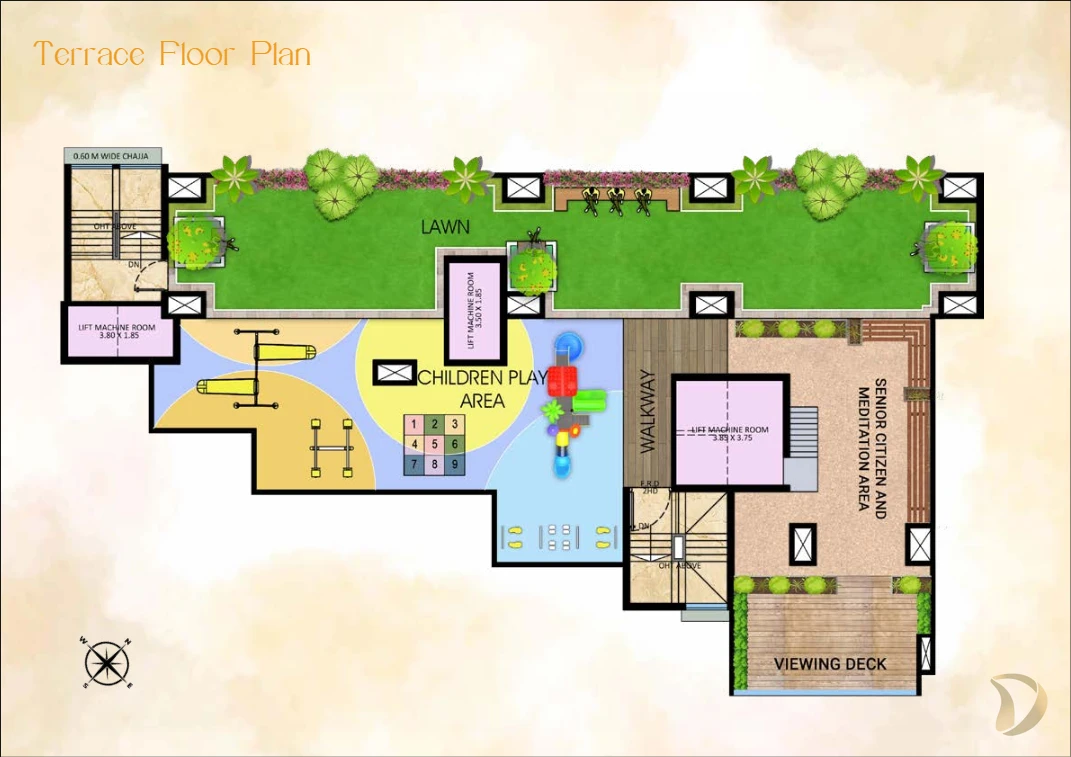 Terrace Floor Plan
0.60 M WIDE CHAJJA
OHT ABOVE
DN
LAWN
LIFT MACHINE ROOM
3.80 X 1.85
LIFT MACHINE ROOM
3.50 X 1.85
CHILDREN PLAY
AREA
1 2 3
4 5 6
7 8 9
WALKWAY
LIFT MACHINE ROOM
3.85 X 3.75
SENIOR CITIZEN AND
MEDITATION AREA
F.R.D
2HD
DN
OHT ABOVE
VIEWING DECK
W N
S E